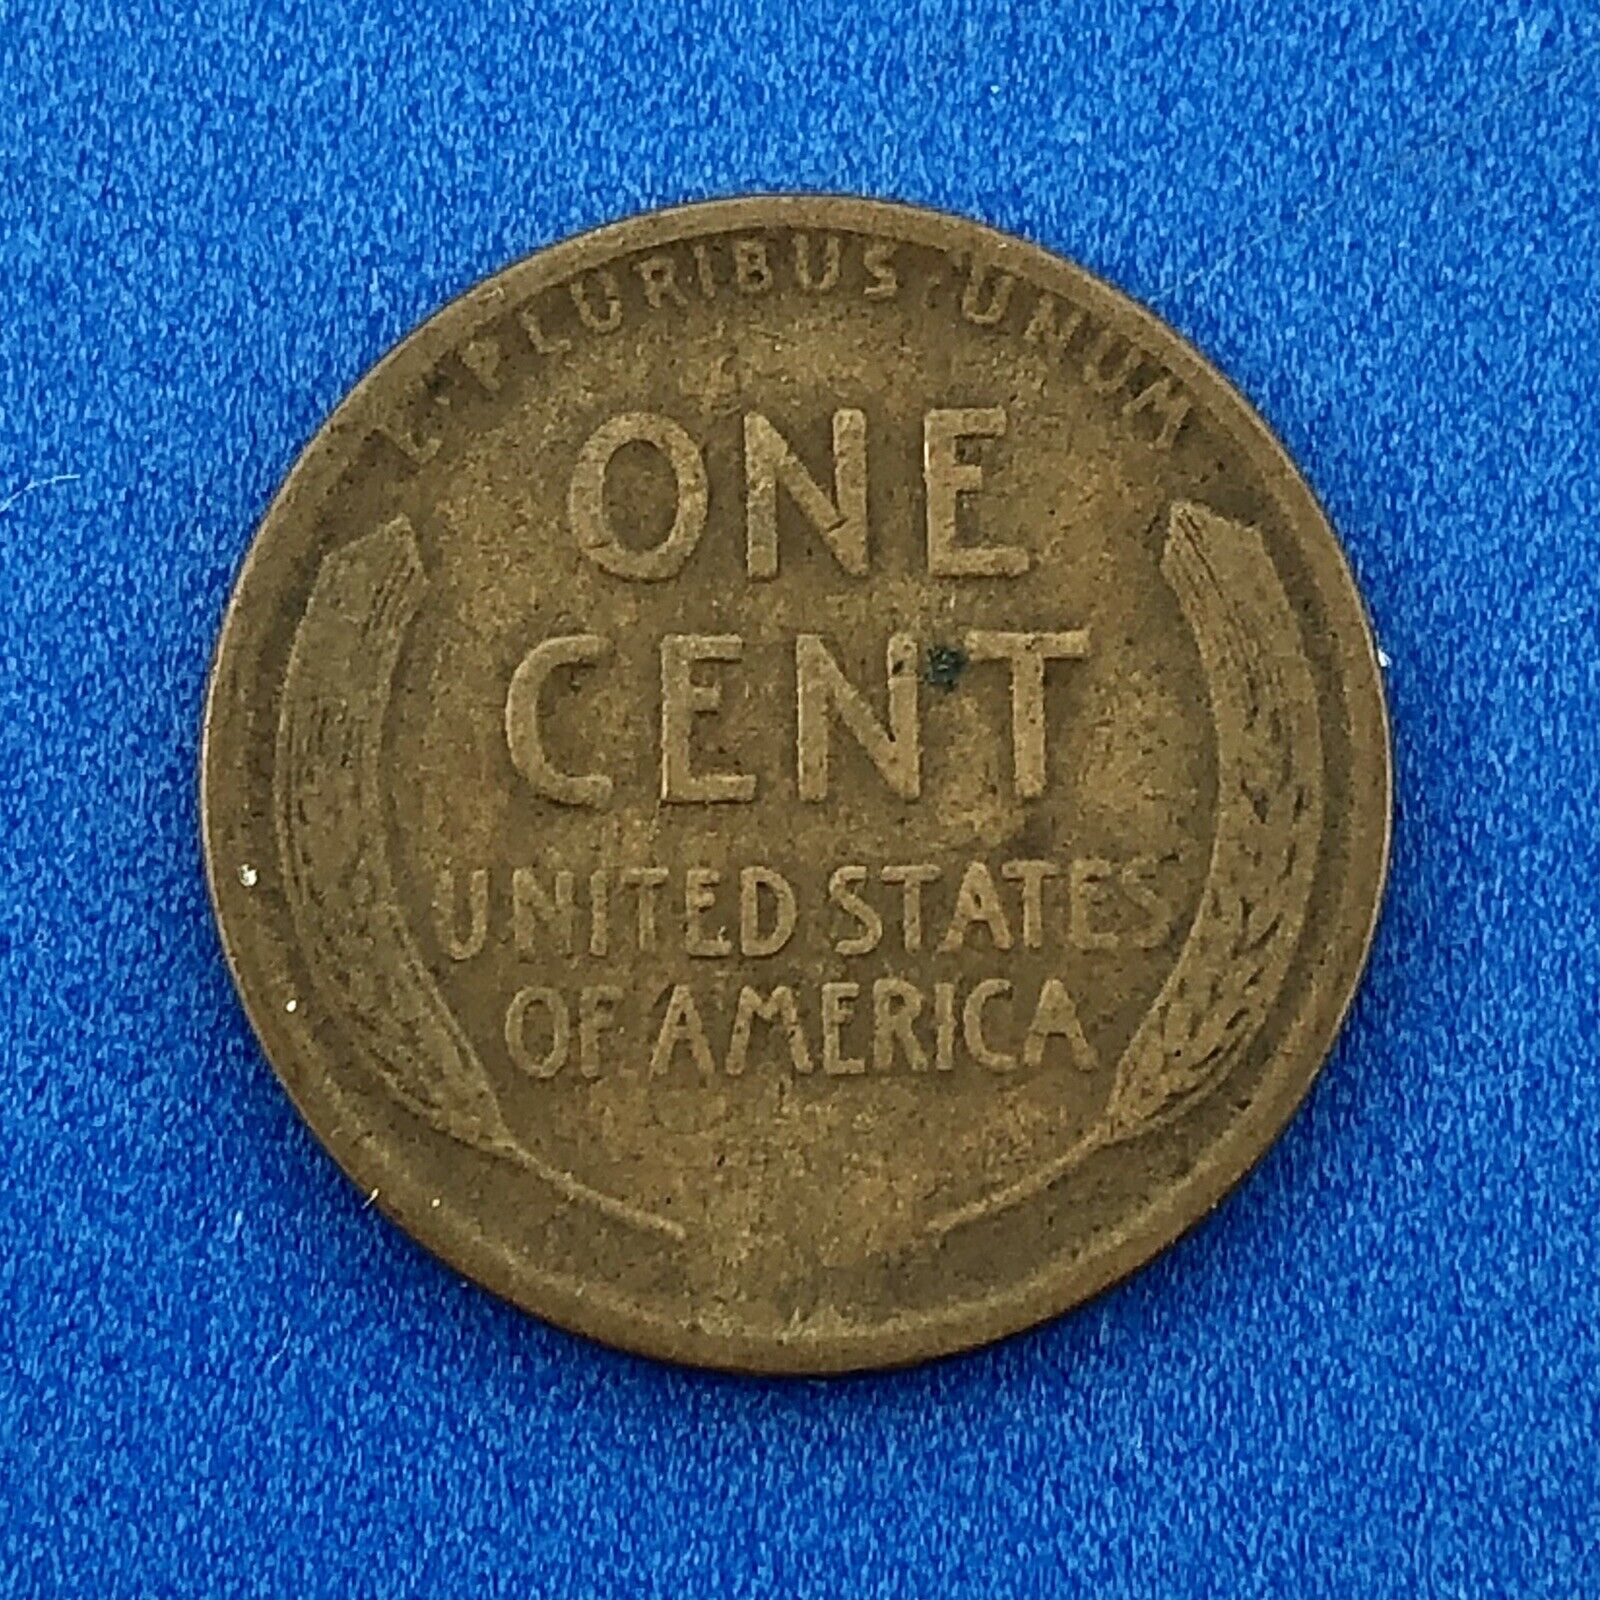 E·PLURIBUS·UNUM
ONE
CENT
UNITED STATES
OF AMERICA